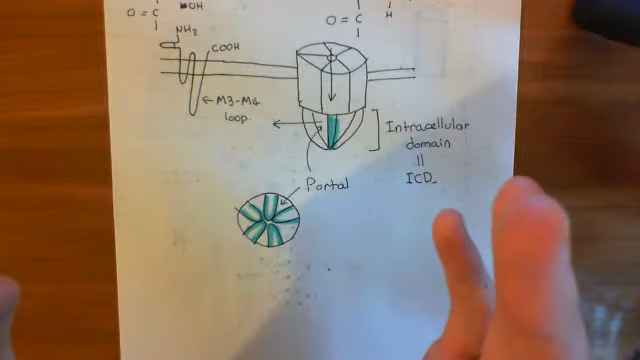 OH
O = C
O = C
H
NH2
COOH
M3-M4
loop
Intracellular
domain
=
ICD
Portal